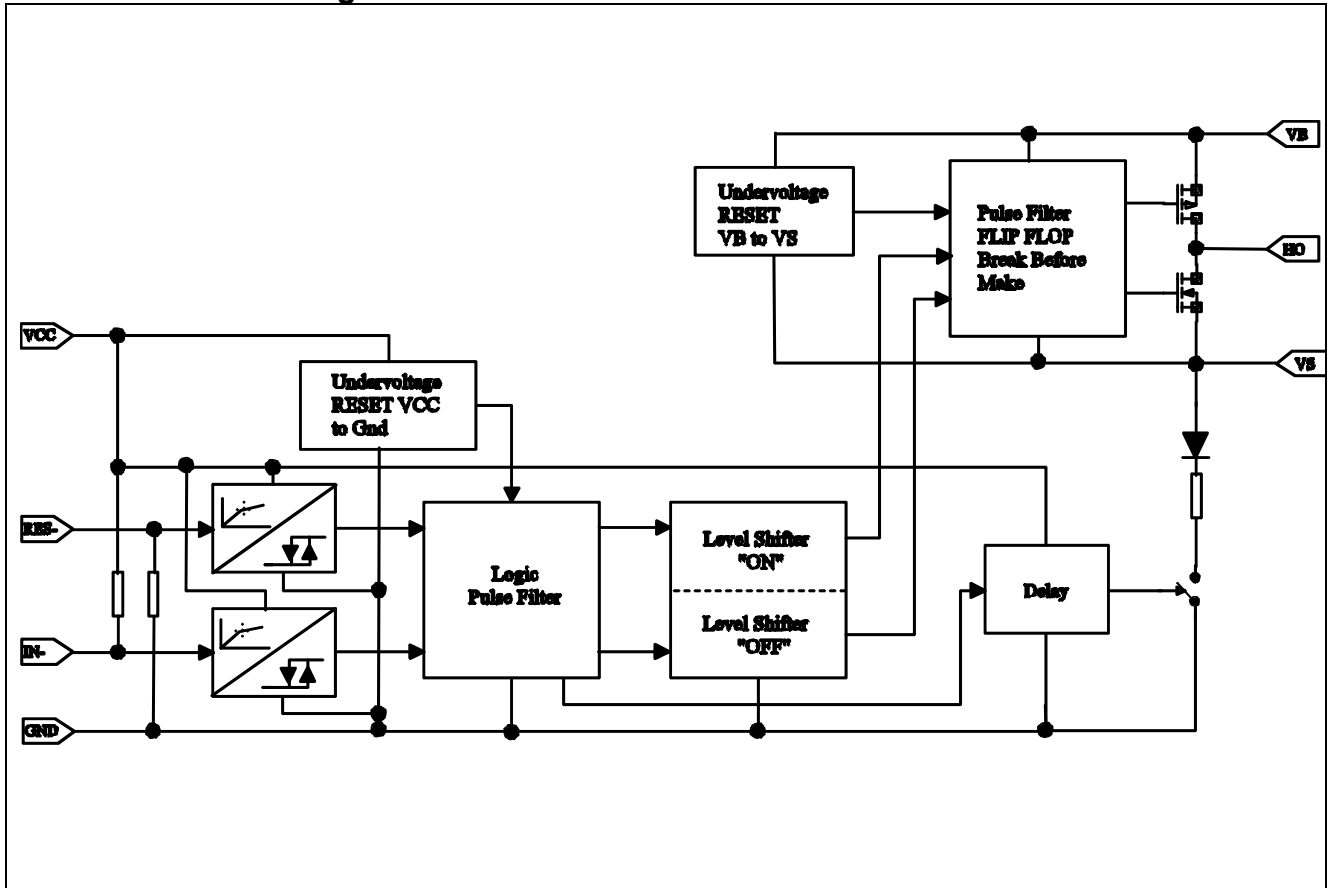 VB
Undervoltage
RESET
VB to VS
Pulse Filter
FLIP FLOP
Break Before
Make
HO
VCC
VS
Undervoltage
RESET VCC
to Gnd
RES-
Level Shifter
"ON"
Logic
Pulse Filter
Delay
Level Shifter
"OFF"
IN-
GND